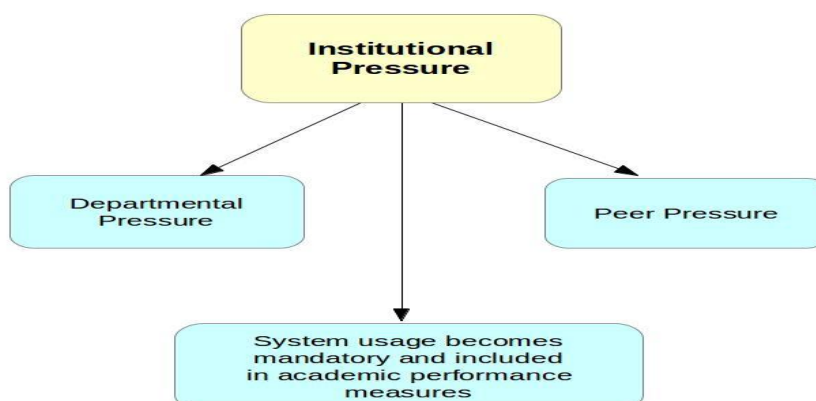 Institutional
Pressure
Departmental
Pressure
Peer Pressure
System usage becomes
mandatory and included
in academic performance
measures